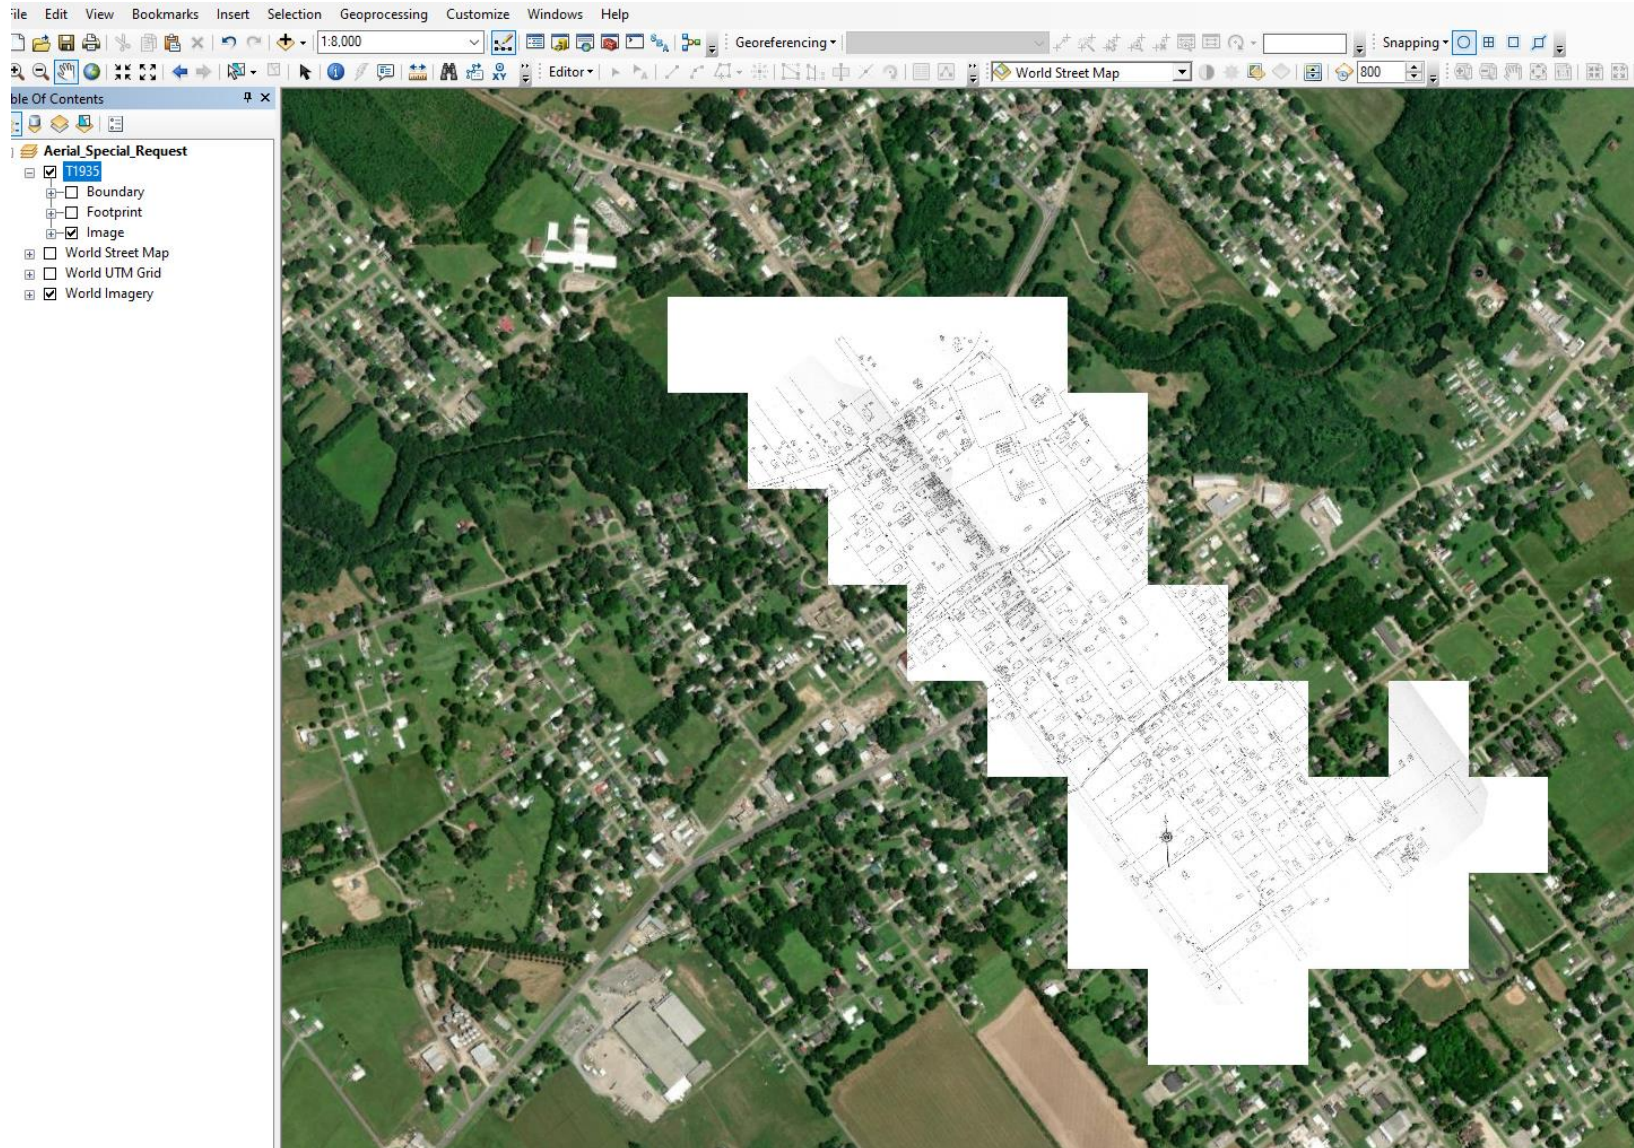 File Edit View Bookmarks Insert Selection Geoprocessing Customize Windows Help
1:8,000 Georeferencing Snapping
Editor World Street Map 800
ble Of Contents
Aerial_Special_Request
T1935
Boundary
Footprint
Image
World Street Map
World UTM Grid
World Imagery